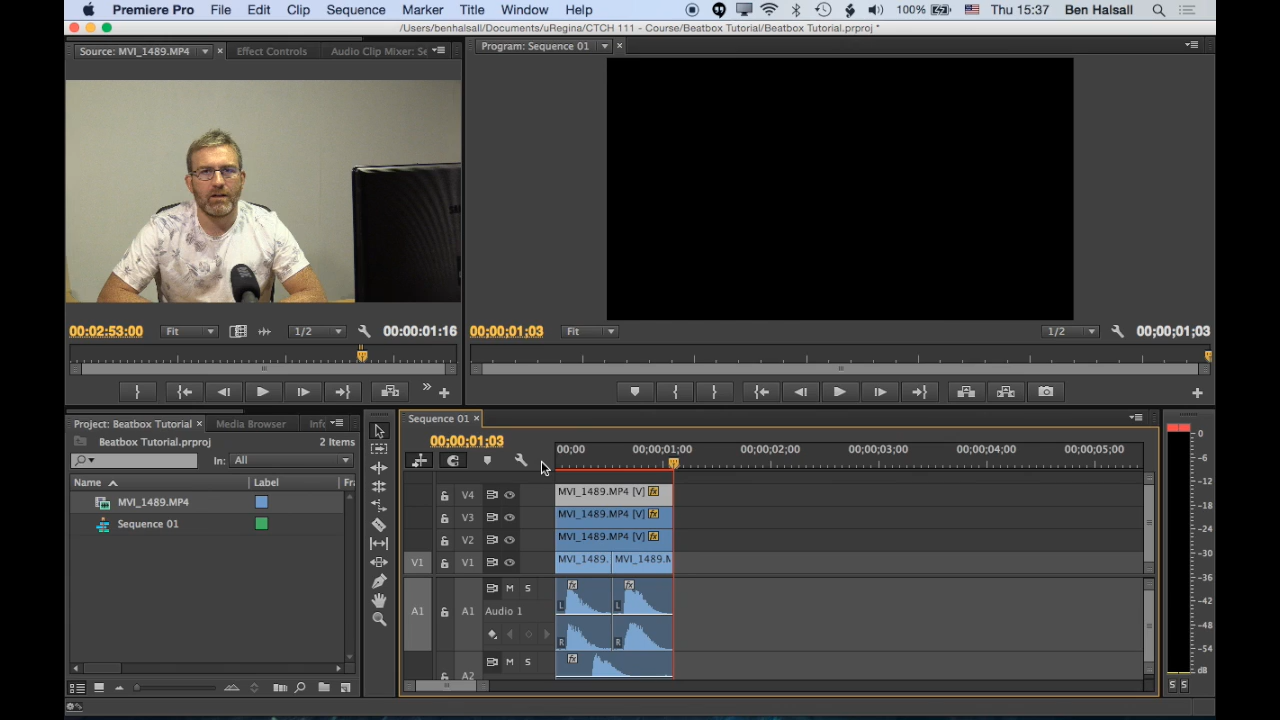 Premiere Pro File Edit Clip Sequence Marker Title Window Help 100% Thu 15:37 Ben Halsall
/Users/benhalsall/Documents/uRegina/CTCH 111 - Course/Beatbox Tutorial/Beatbox Tutorial.prproj *
Source: MVI_1489.MP4 × Effect Controls Audio Clip Mixer: Se
Program: Sequence 01 ×
00:02:53:00 Fit 1/2 00:00:01:16
00;00;01;03 Fit 1/2 00;00;01;03
Project: Beatbox Tutorial × Media Browser Info
Beatbox Tutorial.prproj 2 Items
In: All
Name Label Fr
MVI_1489.MP4
Sequence 01
Sequence 01 ×
00;00;01;03
00;00 00;00;01;00 00;00;02;00 00;00;03;00 00;00;04;00 00;00;05;00
V4 MVI_1489.MP4 [V] fx
V3 MVI_1489.MP4 [V] fx
V2 MVI_1489.MP4 [V] fx
V1 V1 MVI_1489. MVI_1489.M
M S fx fx
L L
A1 A1 Audio 1
R R
M S fx
A2
0
-6
-12
-18
-24
-30
-36
-42
-48
-54
dB
S S